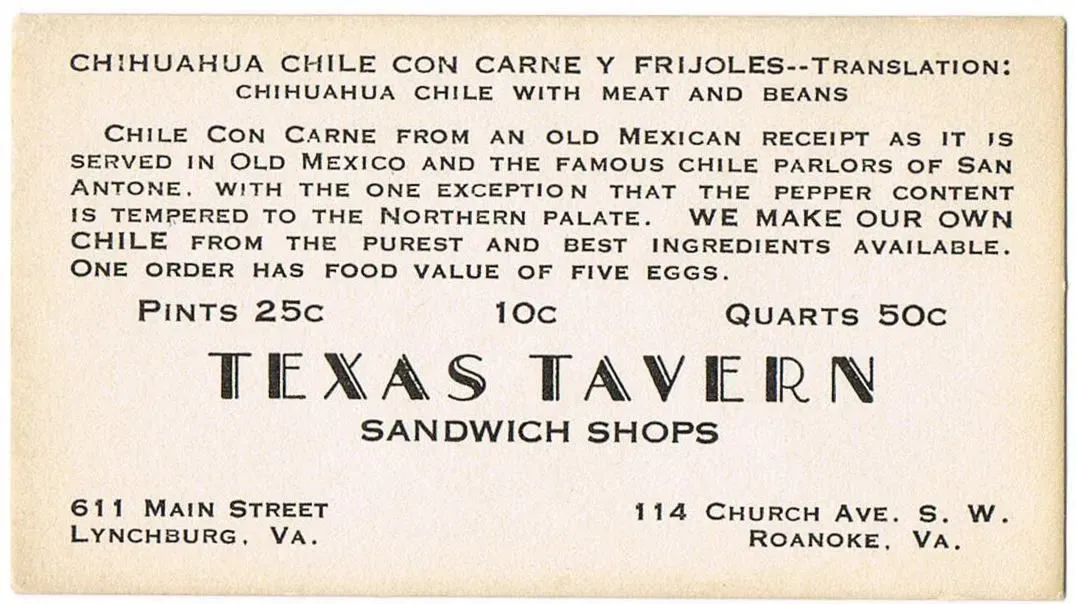 CHIHUAHUA CHILE CON CARNE Y FRIJOLES--TRANSLATION:
CHIHUAHUA CHILE WITH MEAT AND BEANS
CHILE CON CARNE FROM AN OLD MEXICAN RECEIPT AS IT IS
SERVED IN OLD MEXICO AND THE FAMOUS CHILE PARLORS OF SAN
ANTONE. WITH THE ONE EXCEPTION THAT THE PEPPER CONTENT
IS TEMPERED TO THE NORTHERN PALATE. WE MAKE OUR OWN
CHILE FROM THE PUREST AND BEST INGREDIENTS AVAILABLE.
ONE ORDER HAS FOOD VALUE OF FIVE EGGS.
PINTS 25C 10C QUARTS 50C
TEXAS TAVERN
SANDWICH SHOPS
611 MAIN STREET
LYNCHBURG, VA.
114 CHURCH AVE. S. W.
ROANOKE, VA.